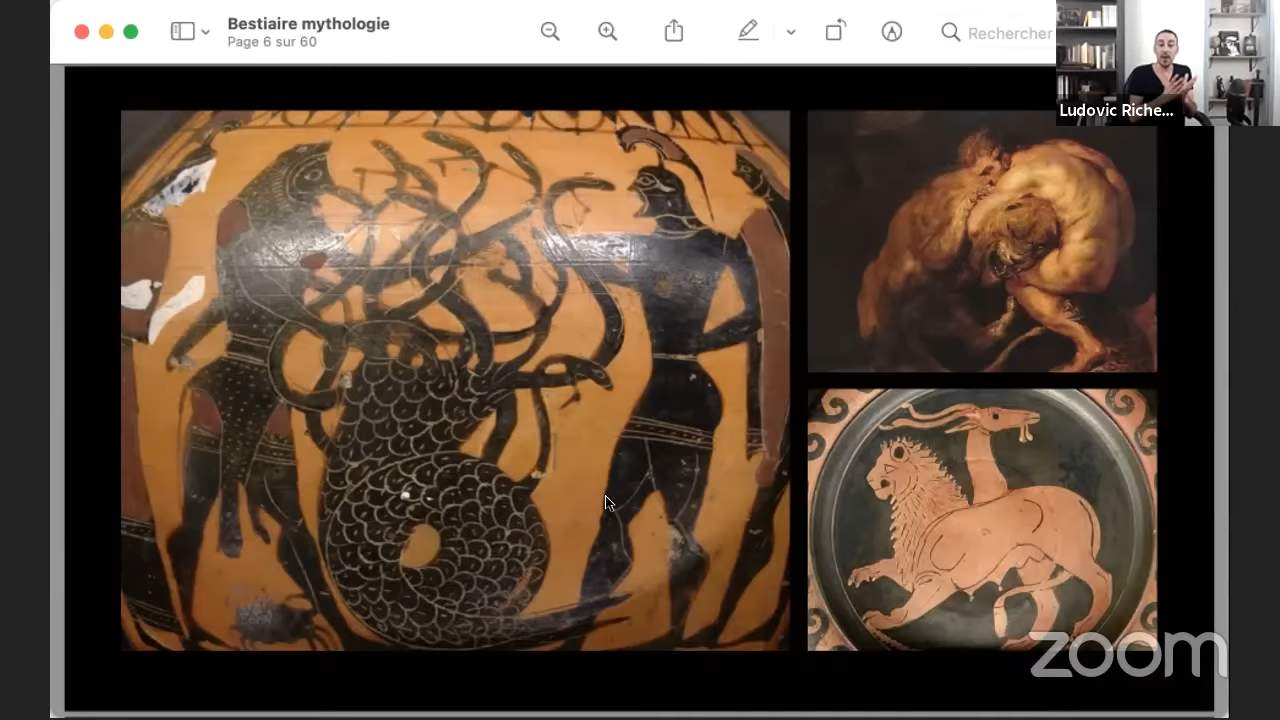 Bestiaire mythologie
Page 6 sur 60
Rechercher
Ludovic Riche...
zoom